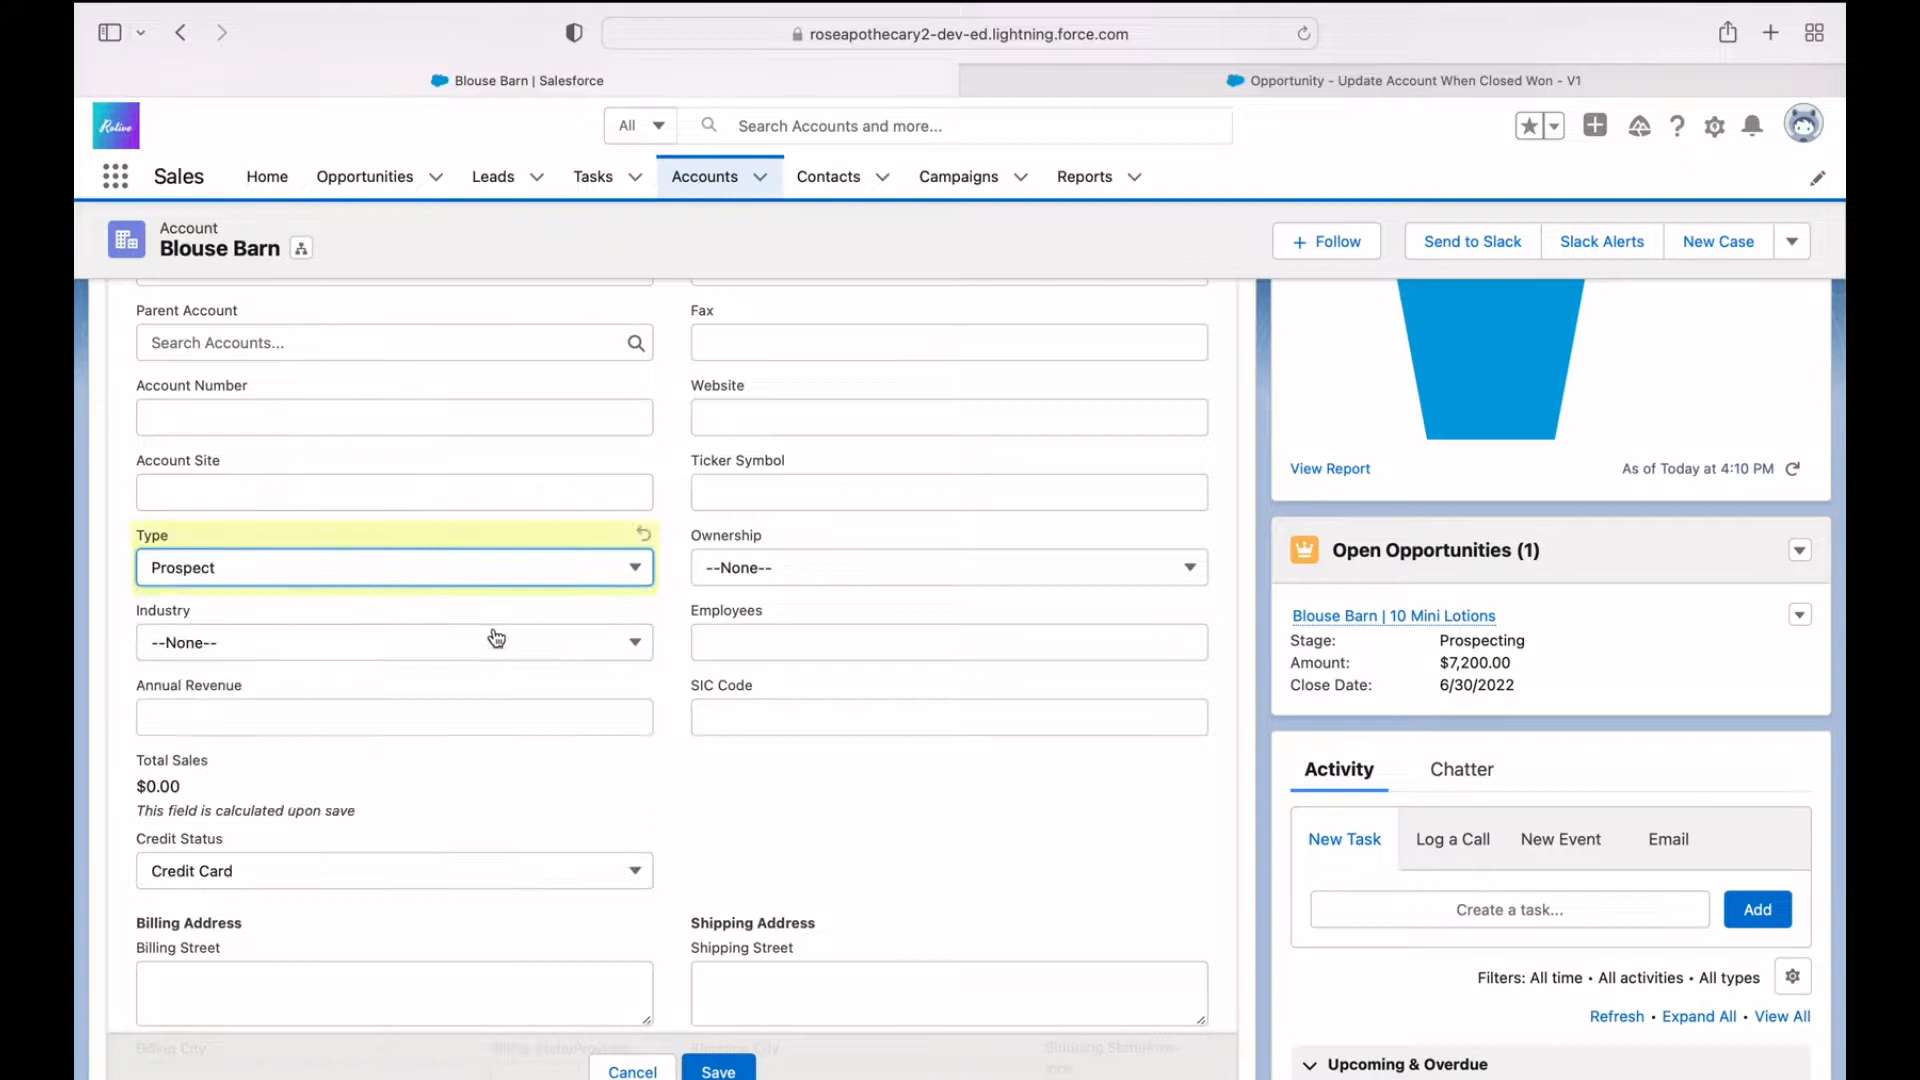 roseapothecary2-dev-ed.lightning.force.com
Blouse Barn | Salesforce
Opportunity - Update Account When Closed Won - V1
Rolive
All
Search Accounts and more...
Sales
Home
Opportunities
Leads
Tasks
Accounts
Contacts
Campaigns
Reports
Account
Blouse Barn
Follow
Send to Slack
Slack Alerts
New Case
Parent Account
Search Accounts...
Fax
Account Number
Website
Account Site
Ticker Symbol
Type
Prospect
Ownership
--None--
Industry
--None--
Employees
Annual Revenue
SIC Code
Total Sales
$0.00
This field is calculated upon save
Credit Status
Credit Card
Billing Address
Billing Street
Shipping Address
Shipping Street
Billing City
Shipping City
Cancel
Save
View Report
As of Today at 4:10 PM
Open Opportunities (1)
Blouse Barn | 10 Mini Lotions
Stage: Prospecting
Amount: $7,200.00
Close Date: 6/30/2022
Activity
Chatter
New Task
Log a Call
New Event
Email
Create a task...
Add
Filters: All time • All activities • All types
Refresh • Expand All • View All
Upcoming & Overdue